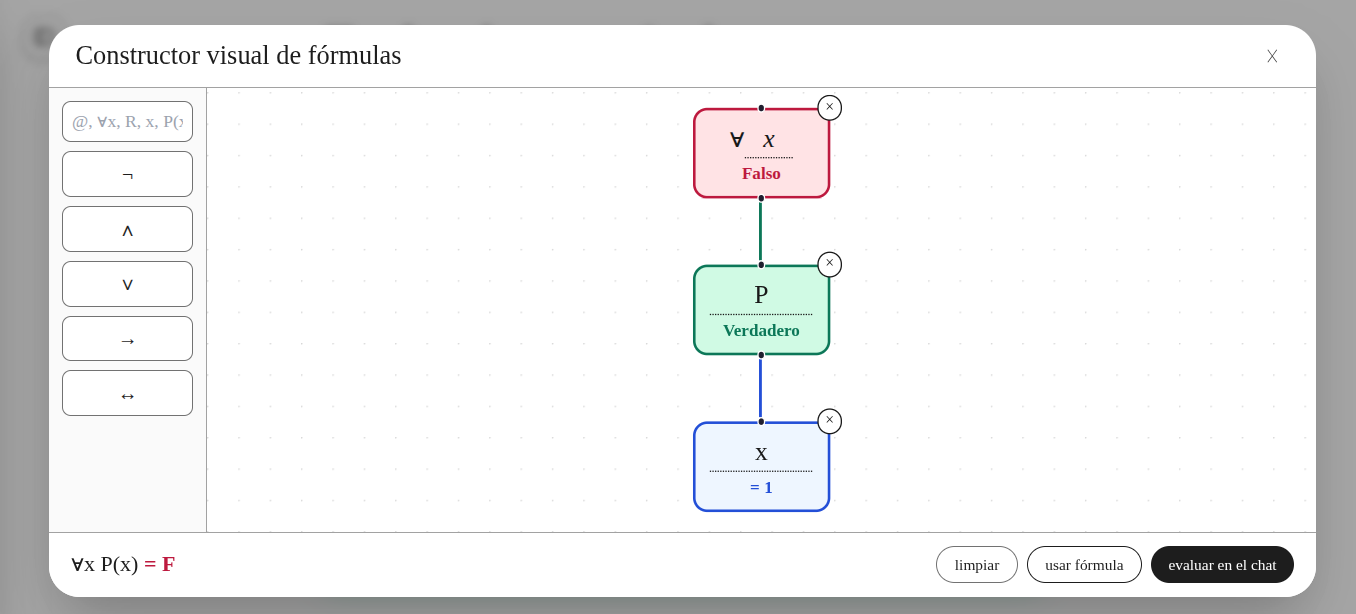 Constructor visual de fórmulas
X
@, ∀x, R, x, P(x
¬
∧
∨
→
↔
∀ x
Falso
×
P
Verdadero
×
x
= 1
×
∀x P(x) = F
limpiar
usar fórmula
evaluar en el chat